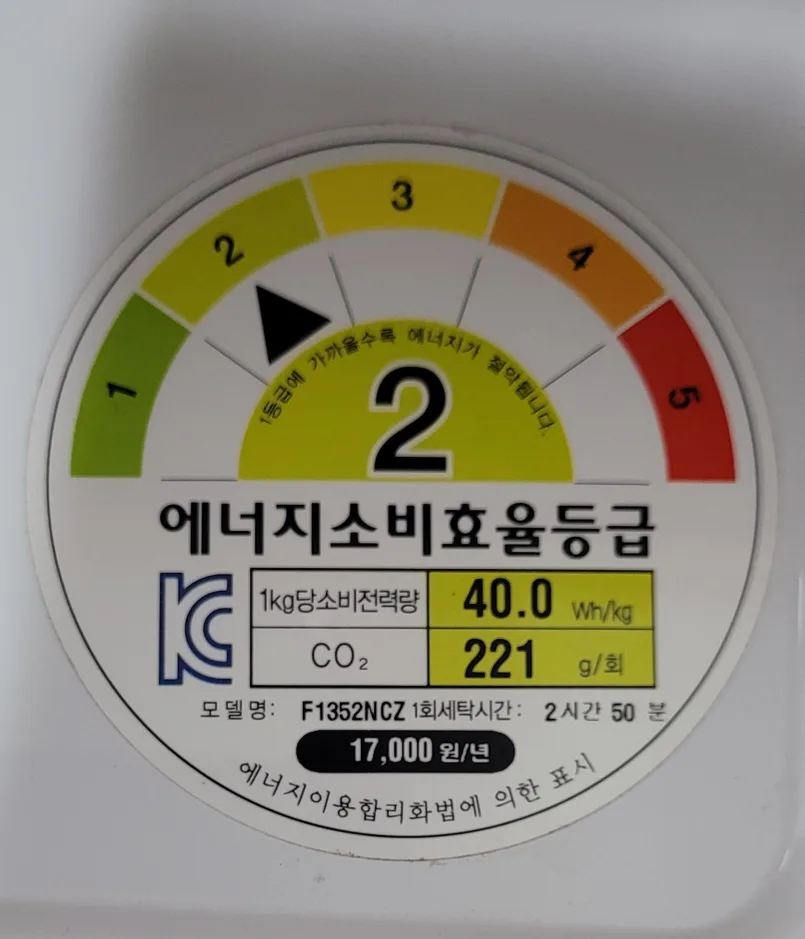 1
2
3
4
5
1등급에 가까울수록 에너지가 절약됩니다.
2
에너지소비효율등급
KC
1kg당소비전력량 40.0 Wh/kg
CO₂ 221 g/회
모델명: F1352NCZ 1회세탁시간: 2시간 50 분
17,000 원/년
에너지이용합리화법에 의한 표시